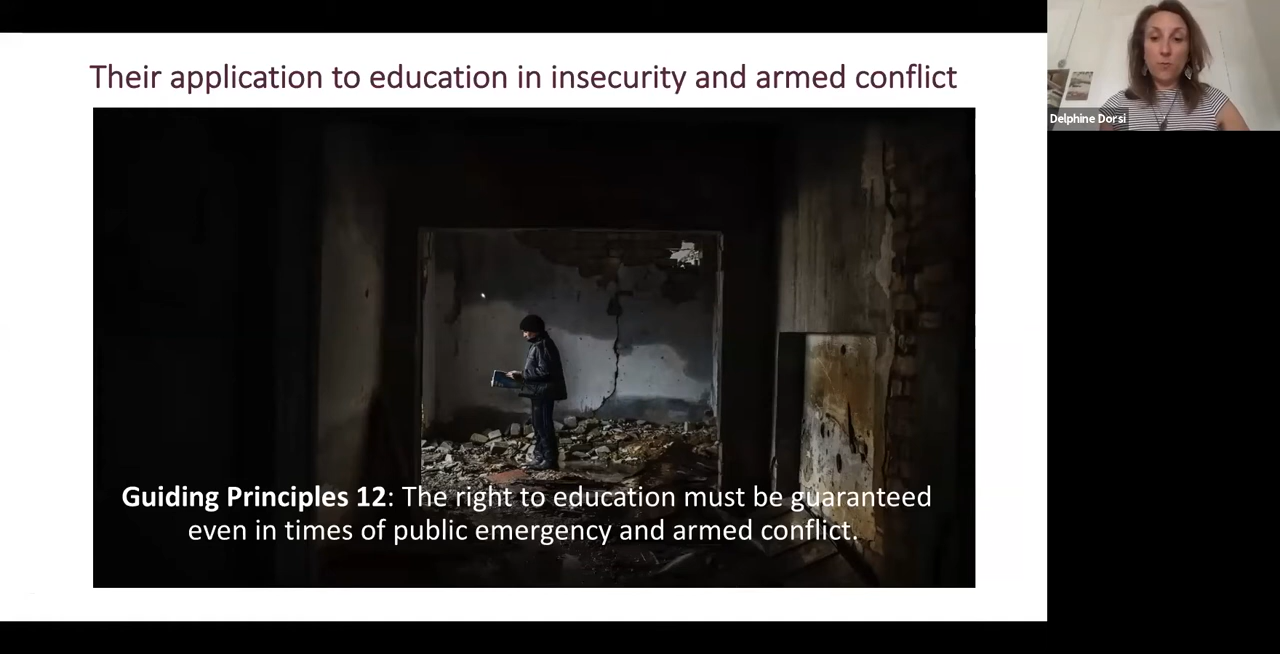 Their application to education in insecurity and armed conflict
Delphine Dorsi
Guiding Principles 12: The right to education must be guaranteed
even in times of public emergency and armed conflict.